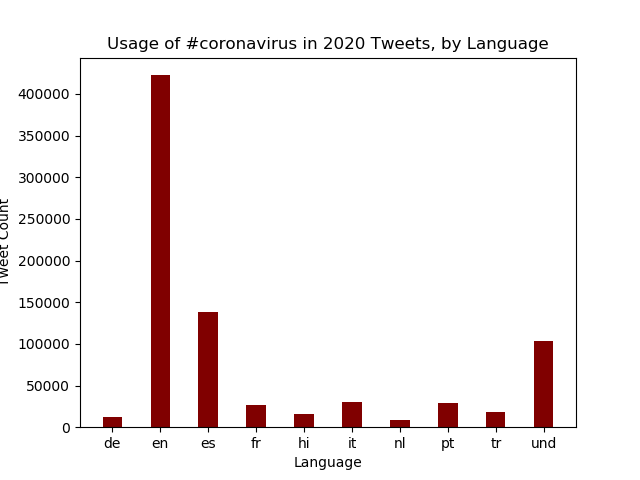 Usage of #coronavirus in 2020 Tweets, by Language
400000
350000
300000
250000
200000
150000
100000
50000
0
Tweet Count
de en es fr hi it nl pt tr und
Language